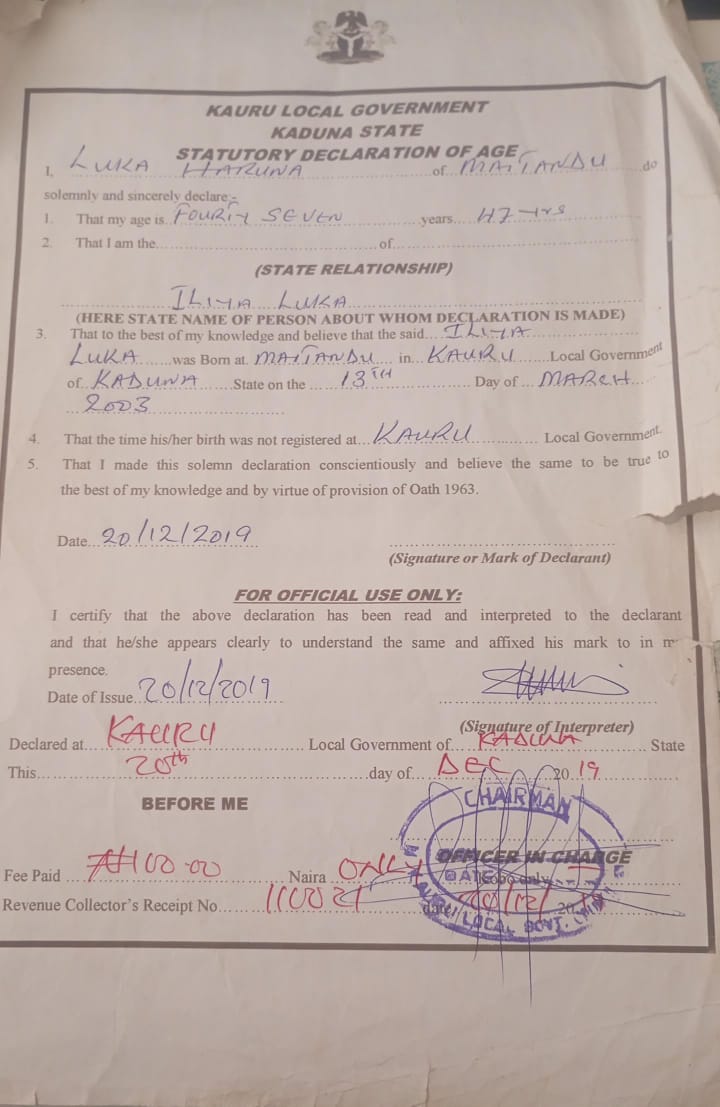 KAURU LOCAL GOVERNMENT
KADUNA STATE
STATUTORY DECLARATION OF AGE
I, LUKA HARUNA of MAITANDU do
solemnly and sincerely declare:-
1. That my age is FOURTY SEVEN years 47 yrs
2. That I am the of
(STATE RELATIONSHIP)
ILIYA LUKA
(HERE STATE NAME OF PERSON ABOUT WHOM DECLARATION IS MADE)
3. That to the best of my knowledge and believe that the said ILIYA
LUKA was Born at MAITANDU in KAURU Local Government
of KADUNA State on the 13TH Day of MARCH
2003
4. That the time his/her birth was not registered at KAURU Local Government.
5. That I made this solemn declaration conscientiously and believe the same to be true to
the best of my knowledge and by virtue of provision of Oath 1963.
Date 20/12/2019
(Signature or Mark of Declarant)
FOR OFFICIAL USE ONLY:
I certify that the above declaration has been read and interpreted to the declarant
and that he/she appears clearly to understand the same and affixed his mark to in
presence.
Date of Issue 20/12/2019
(Signature of Interpreter)
Declared at KAURU Local Government of KADUNA State
This 20th day of DEC 2019
BEFORE ME
CHAIRMAN
OFFICER IN CHARGE
Fee Paid ₦100.00 Naira ONLY
DATE
Revenue Collector's Receipt No. 110021 date
KAURU LOCAL GOVT.